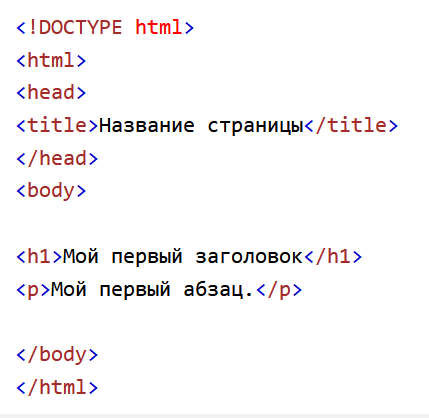 <!DOCTYPE html>
<html>
<head>
<title>Название страницы</title>
</head>
<body>
<h1>Мой первый заголовок</h1>
<p>Мой первый абзац.</p>
</body>
</html>